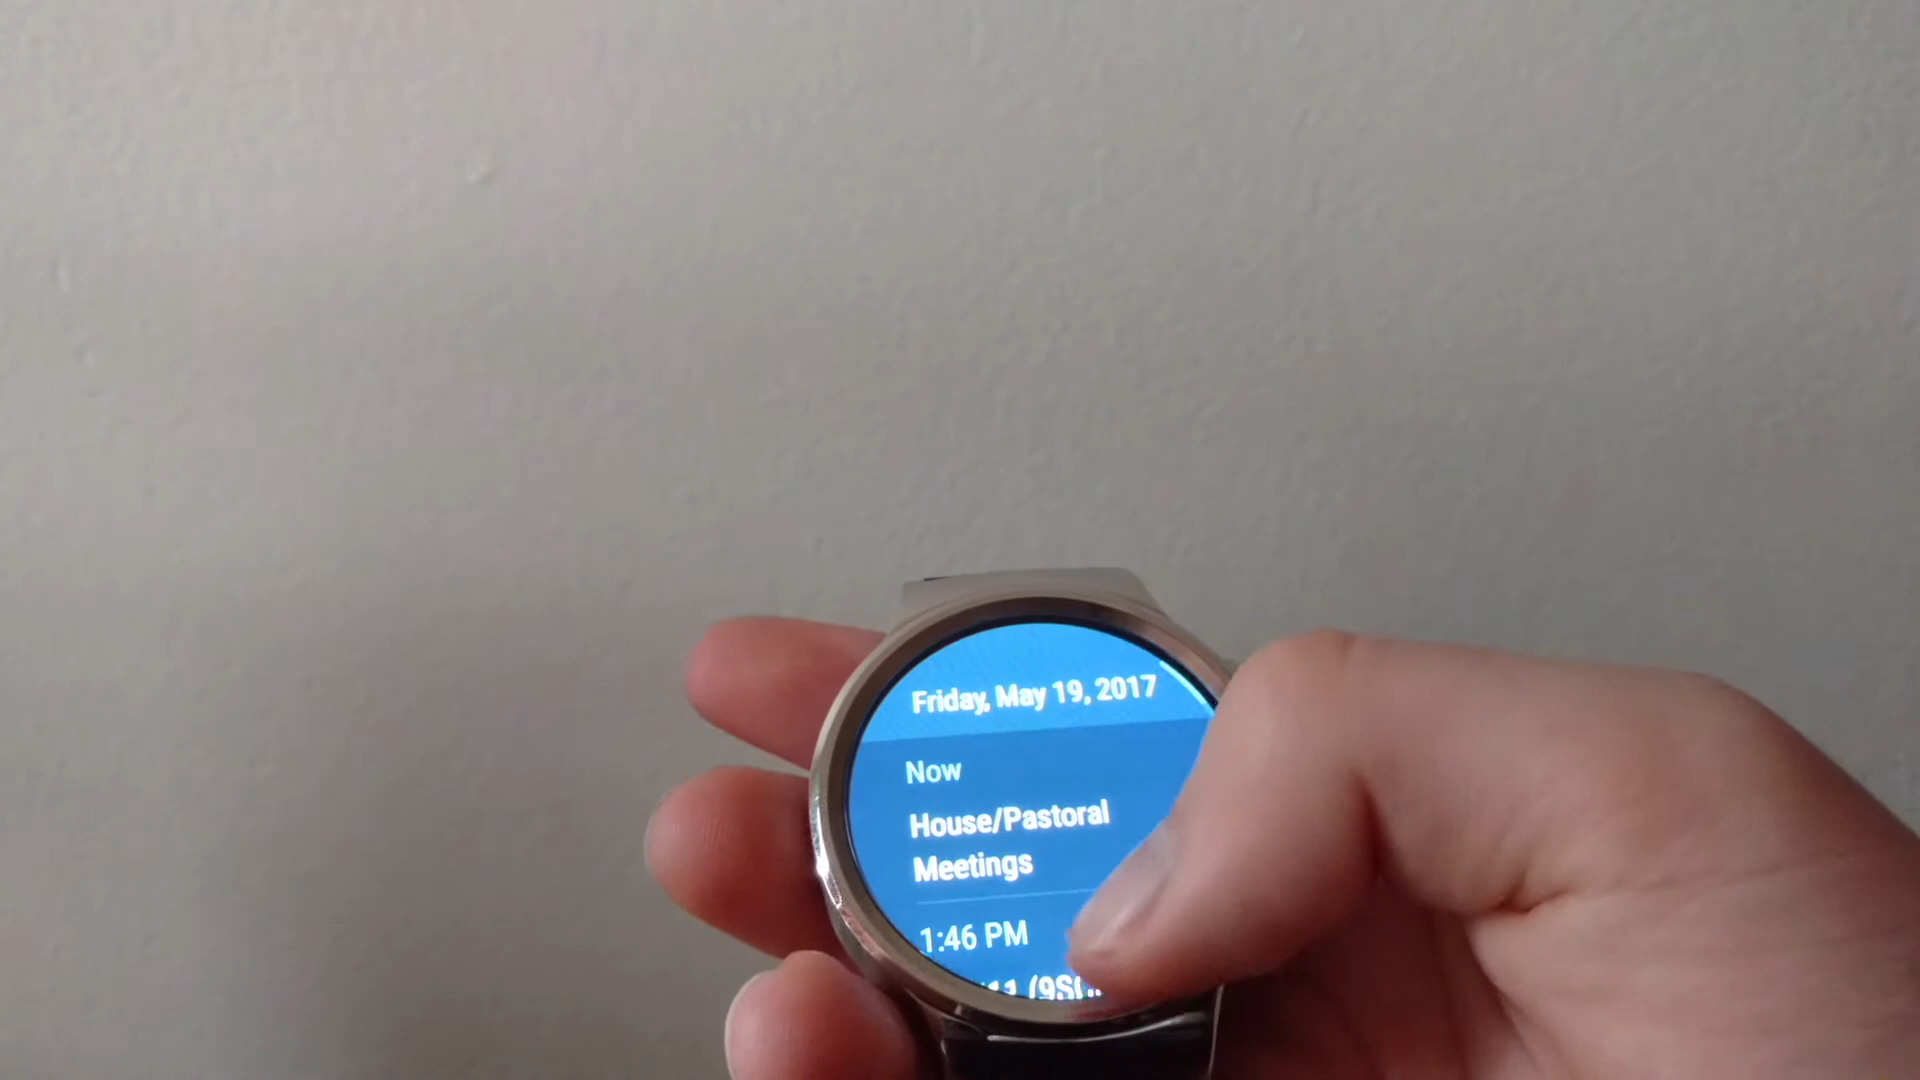 Friday, May 19, 2017
Now
House/Pastoral
Meetings
1:46 PM